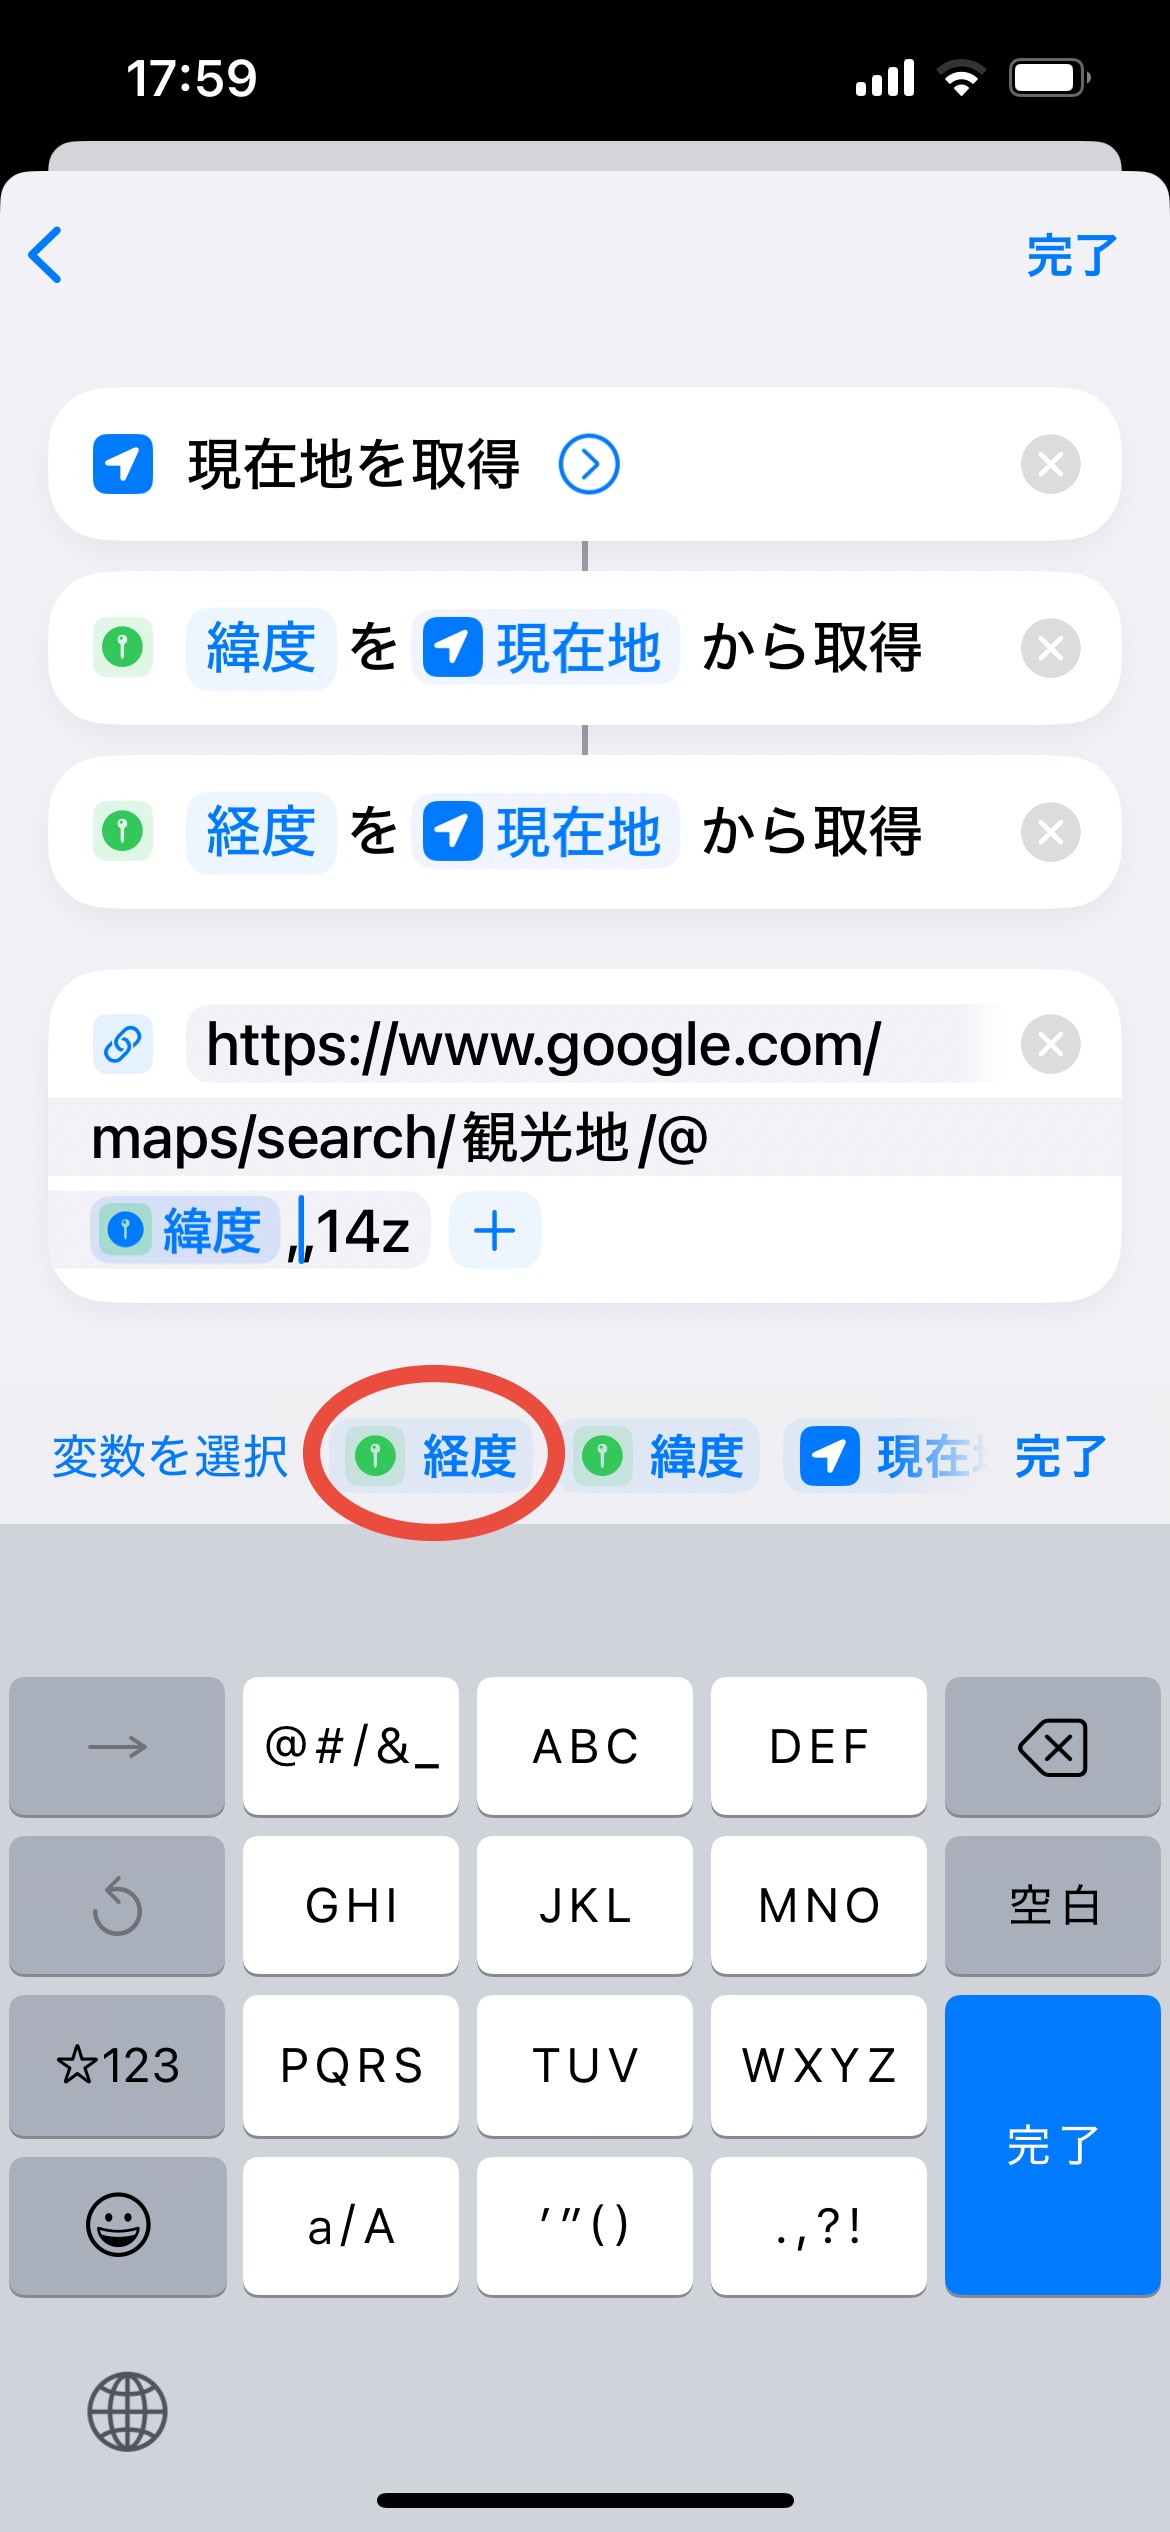 17:59
完了
現在地を取得
緯度 を 現在地 から取得
経度 を 現在地 から取得
https://www.google.com/
maps/search/観光地/@
緯度 ,,14z
変数を選択 経度 緯度 現在 完了
@#/&_ ABC DEF
GHI JKL MNO 空白
☆123 PQRS TUV WXYZ
完了
a/A ′″() .,?!